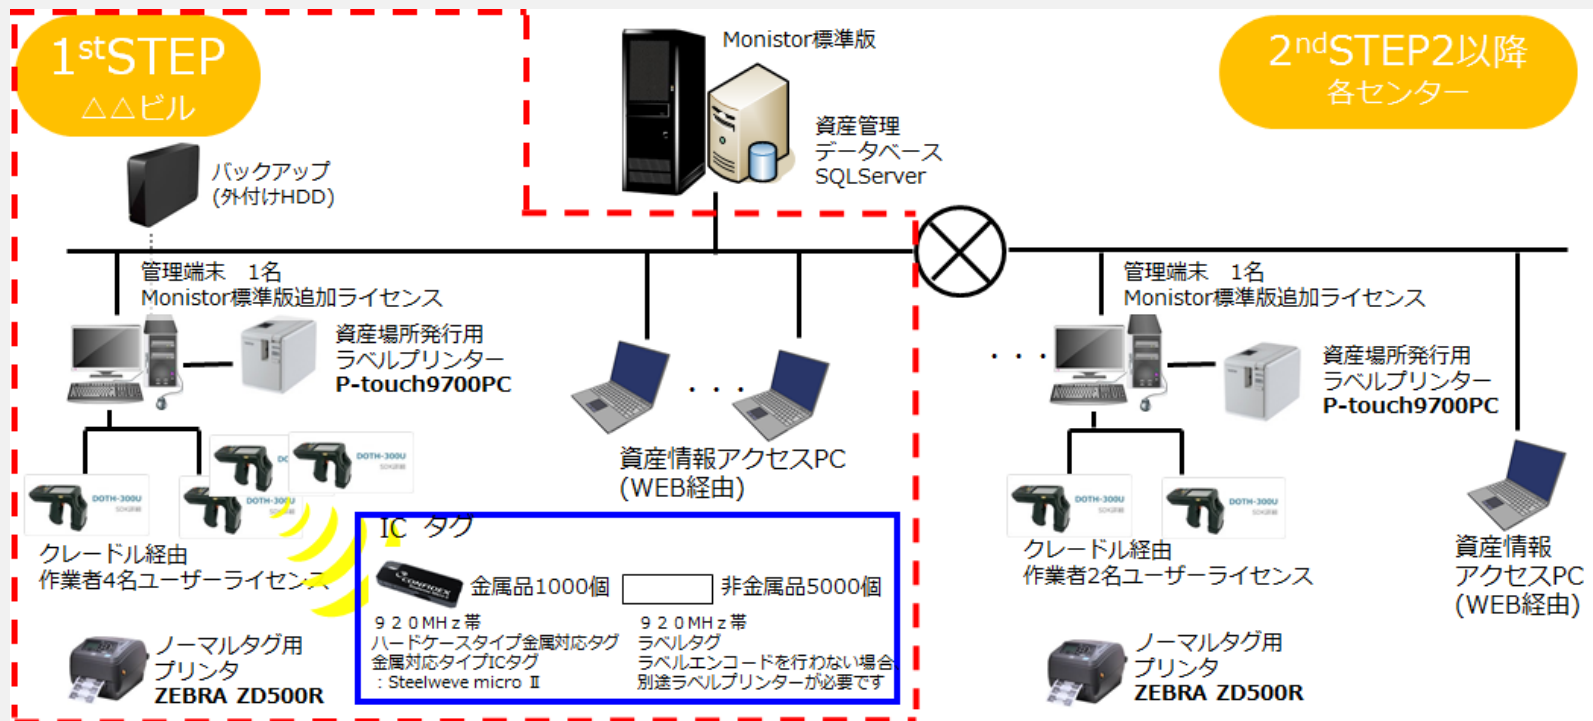 1stSTEP
△△ビル
Monistor標準版
資産管理
データベース
SQLServer
2ndSTEP2以降
各センター
バックアップ
(外付けHDD)
管理端末　1名
Monistor標準版追加ライセンス
資産場所発行用
ラベルプリンター
P-touch9700PC
・・・
資産情報アクセスPC
(WEB経由)
DOTH-300U
DOTH-300U
DOTH-300U
クレードル経由
作業者4名ユーザーライセンス
ノーマルタグ用
プリンタ
ZEBRA ZD500R
IC タグ
CONFIDEX
金属品1000個
９２０MHｚ帯
ハードケースタイプ金属対応タグ
金属対応タイプICタグ
：Steelweve micro Ⅱ
非金属品5000個
９２０MHｚ帯
ラベルタグ
ラベルエンコードを行わない場合
別途ラベルプリンターが必要です
管理端末　1名
Monistor標準版追加ライセンス
・・・
資産場所発行用
ラベルプリンター
P-touch9700PC
DOTH-300U
DOTH-300U
クレードル経由
作業者2名ユーザーライセンス
資産情報
アクセスPC
(WEB経由)
ノーマルタグ用
プリンタ
ZEBRA ZD500R